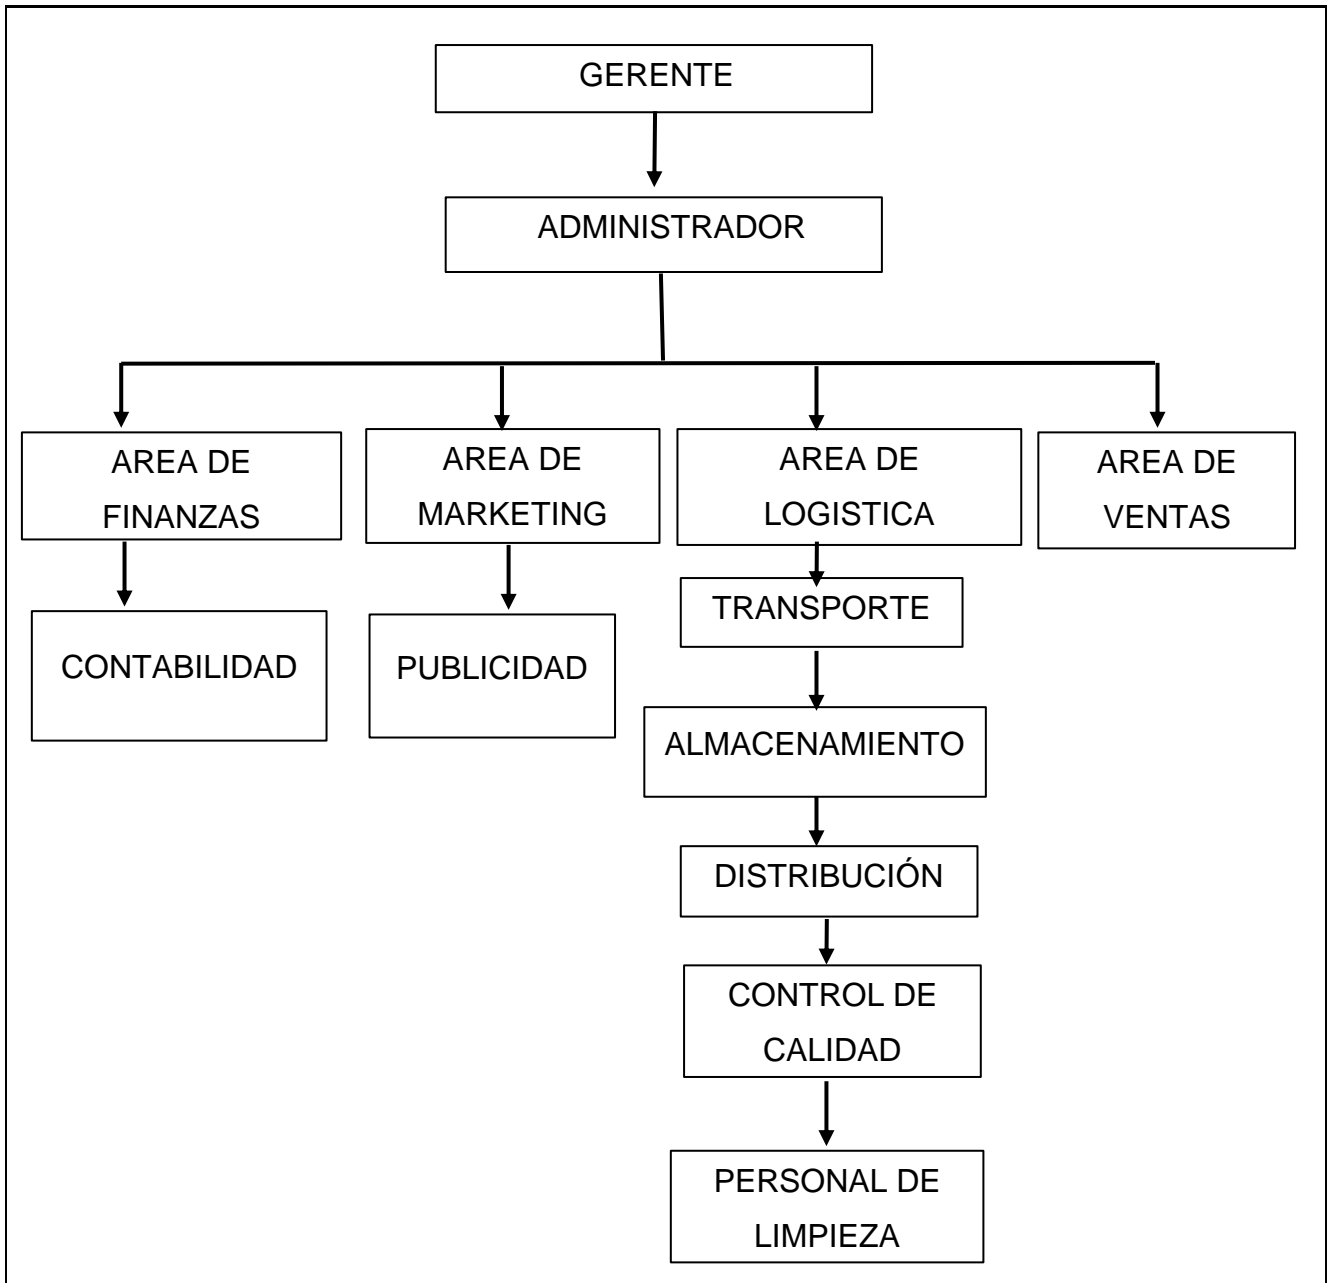 GERENTE
ADMINISTRADOR
AREA DE
FINANZAS
AREA DE
MARKETING
AREA DE
LOGISTICA
AREA DE
VENTAS
CONTABILIDAD
PUBLICIDAD
TRANSPORTE
ALMACENAMIENTO
DISTRIBUCIÓN
CONTROL DE
CALIDAD
PERSONAL DE
LIMPIEZA